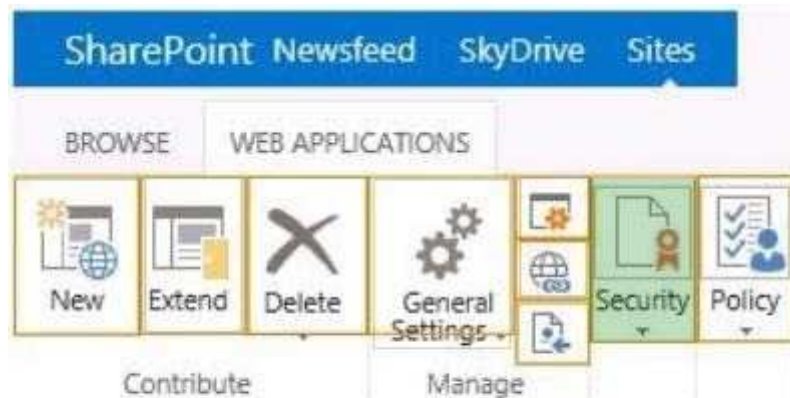 SharePoint Newsfeed SkyDrive Sites
BROWSE WEB APPLICATIONS
New Extend Delete General Settings Security Policy
Contribute Manage